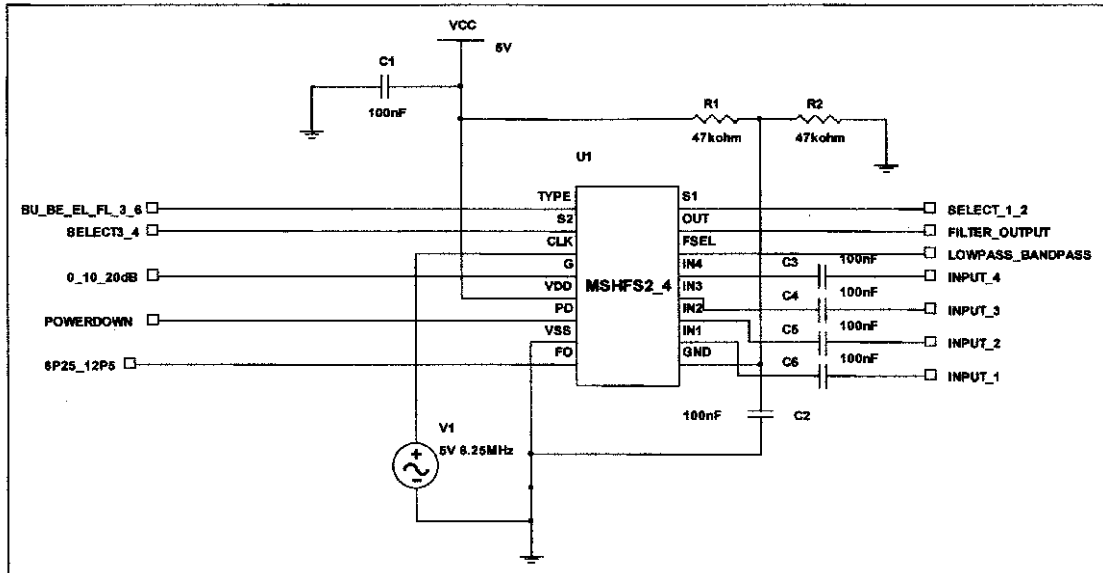 VCC
5V
C1
100nF
R1
47kohm
R2
47kohm
U1
TYPE
S2
CLK
G
VDD
PD
VSS
FO
MSHFS2_4
S1
OUT
FSEL
IN4
IN3
IN2
IN1
GND
BU_BE_EL_FL_3_6
SELECT3_4
0_10_20dB
POWERDOWN
6P25_12P5
SELECT_1_2
FILTER_OUTPUT
LOWPASS_BANDPASS
C3
100nF
INPUT_4
C4
100nF
INPUT_3
C5
100nF
INPUT_2
C6
100nF
INPUT_1
100nF
C2
V1
5V 6.25MHz